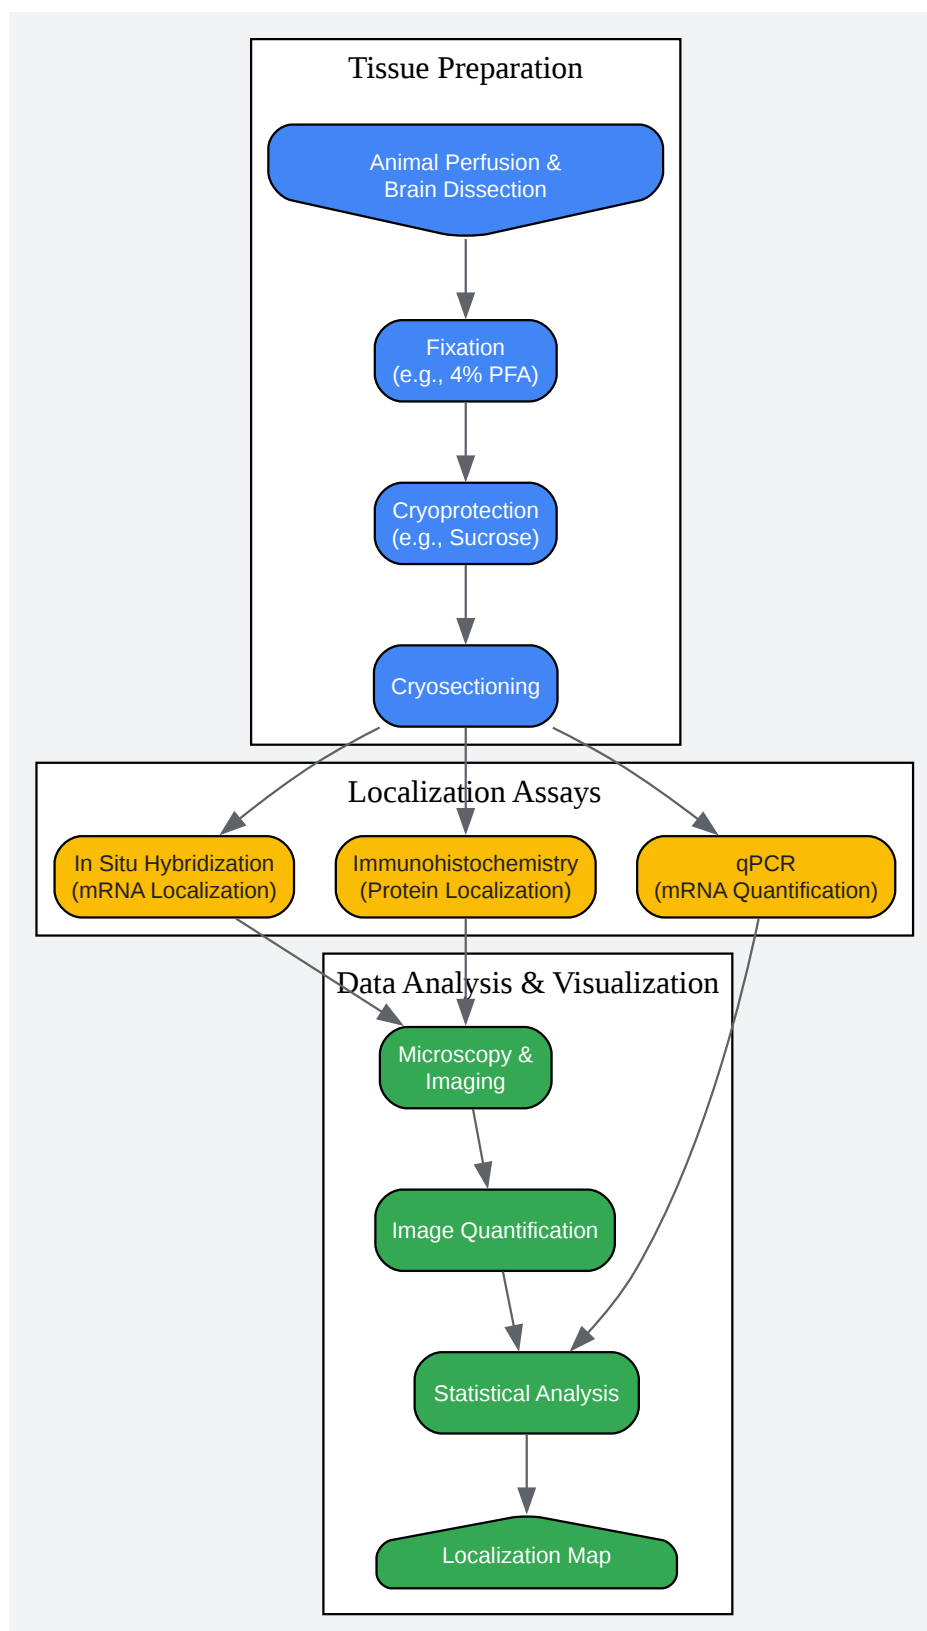 Tissue Preparation
Animal Perfusion &
Brain Dissection
Fixation
(e.g., 4% PFA)
Cryoprotection
(e.g., Sucrose)
Cryosectioning
Localization Assays
In Situ Hybridization
(mRNA Localization)
Immunohistochemistry
(Protein Localization)
qPCR
(mRNA Quantification)
Data Analysis & Visualization
Microscopy &
Imaging
Image Quantification
Statistical Analysis
Localization Map